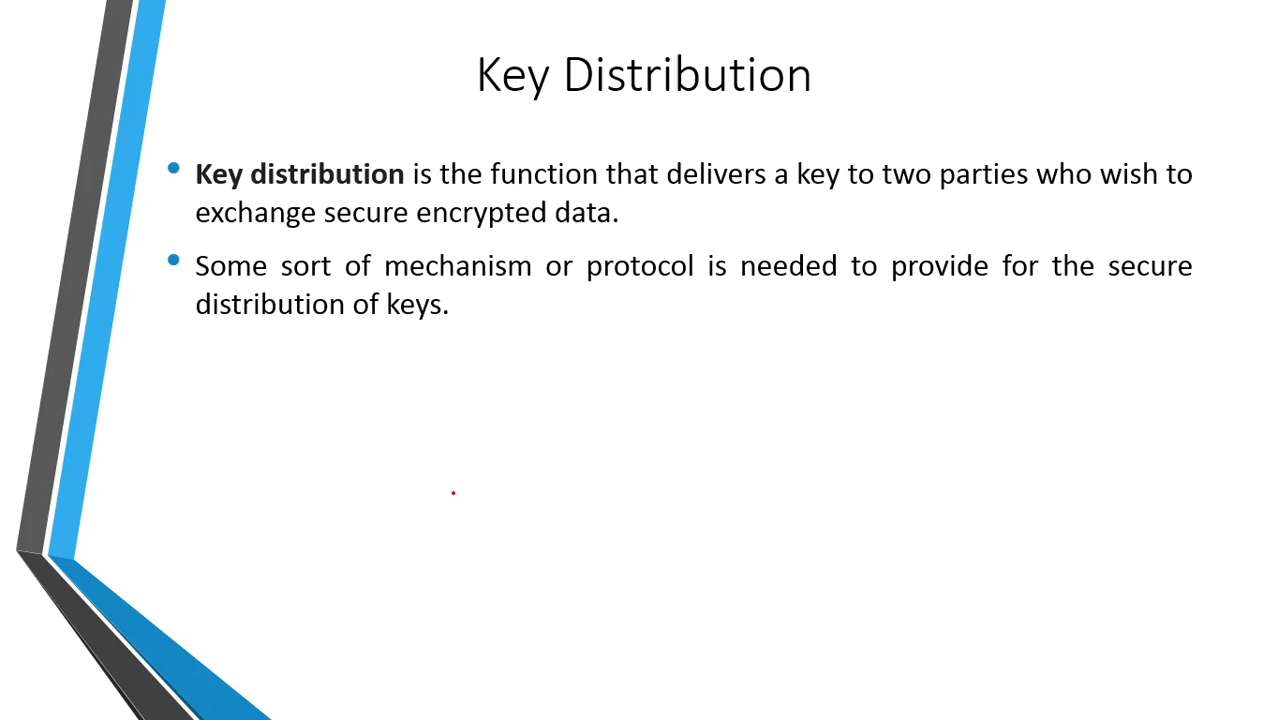 Key Distribution
Key distribution is the function that delivers a key to two parties who wish to
exchange secure encrypted data.
Some sort of mechanism or protocol is needed to provide for the secure
distribution of keys.